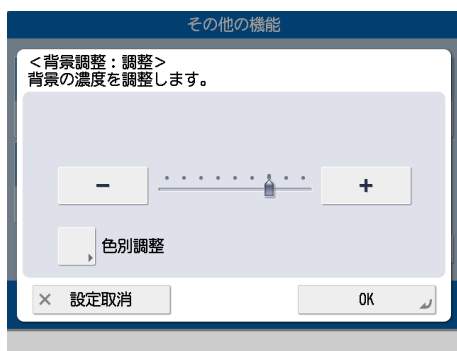 その他の機能
<背景調整：調整>
背景の濃度を調整します。
－ ＋
色別調整
× 設定取消 OK